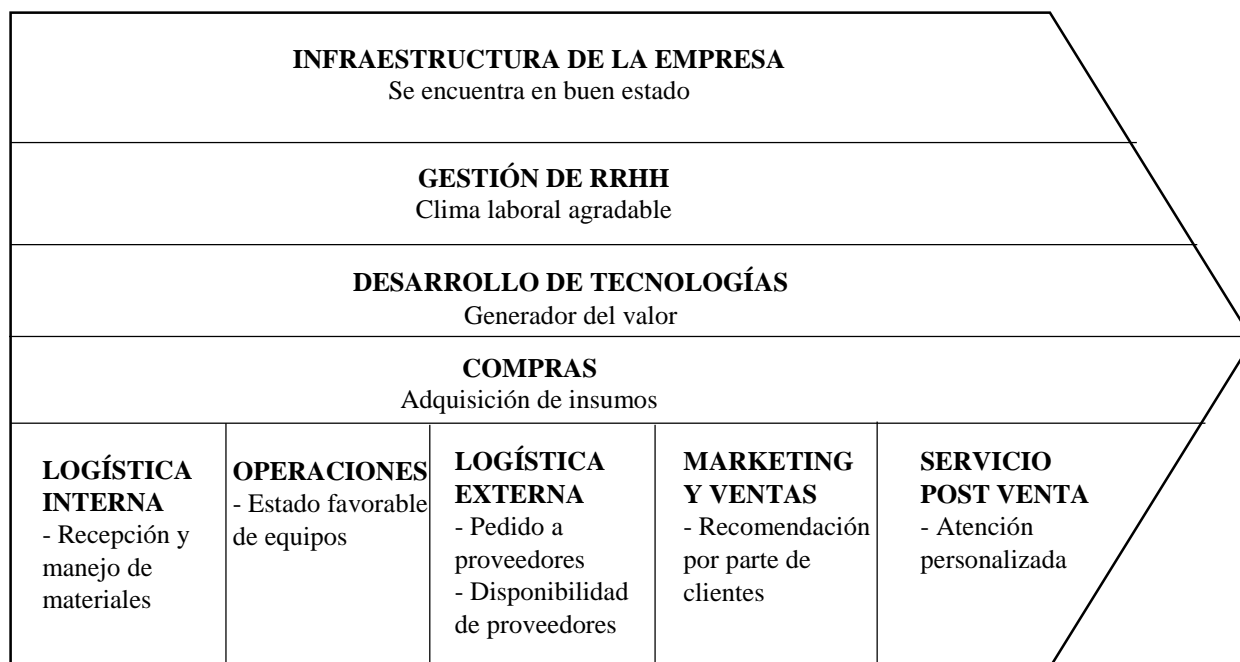 INFRAESTRUCTURA DE LA EMPRESA
Se encuentra en buen estado
GESTIÓN DE RRHH
Clima laboral agradable
DESARROLLO DE TECNOLOGÍAS
Generador del valor
COMPRAS
Adquisición de insumos
LOGÍSTICA
INTERNA
- Recepción y
manejo de
materiales
OPERACIONES
- Estado favorable
de equipos
LOGÍSTICA
EXTERNA
- Pedido a
proveedores
- Disponibilidad
de proveedores
MARKETING
Y VENTAS
- Recomendación
por parte de
clientes
SERVICIO
POST VENTA
- Atención
personalizada